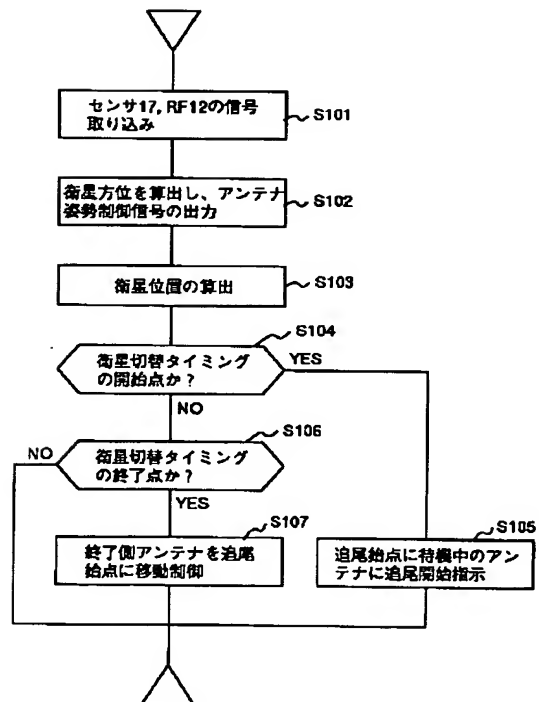 センサ17, RF12の信号
取り込み
S101
衛星方位を算出し、アンテナ
姿勢制御信号の出力
S102
衛星位置の算出
S103
S104
衛星切替タイミング
の開始点か?
YES
NO
S106
NO
衛星切替タイミング
の終了点か?
YES
S107
終了側アンテナを追尾
始点に移動制御
S105
追尾始点に待機中のアン
テナに追尾開始指示